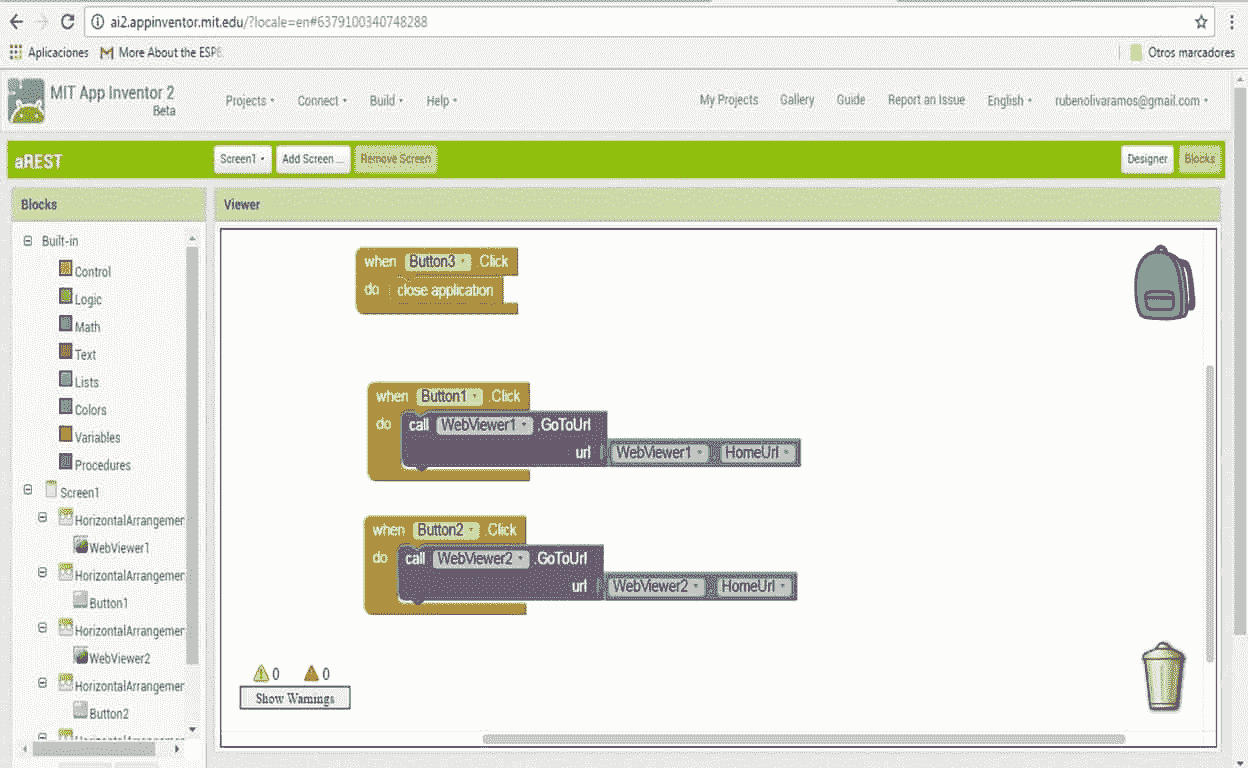 ai2.appinventor.mit.edu/?locale=en#6379100340748288
Aplicaciones More About the ESP8 Otros marcadores
MIT App Inventor 2
Beta
Projects Connect Build Help My Projects Gallery Guide Report an Issue English rubenolivaramos@gmail.com
aREST Screen1 Add Screen ... Remove Screen Designer Blocks
Blocks Viewer
Built-in
Control
Logic
Math
Text
Lists
Colors
Variables
Procedures
Screen1
HorizontalArrangemer
WebViewer1
HorizontalArrangemer
Button1
HorizontalArrangemer
WebViewer2
HorizontalArrangemer
Button2
when Button3 .Click
do close application
when Button1 .Click
do call WebViewer1 .GoToUrl
url WebViewer1 . HomeUrl
when Button2 .Click
do call WebViewer2 .GoToUrl
url WebViewer2 . HomeUrl
0 0
Show Warnings